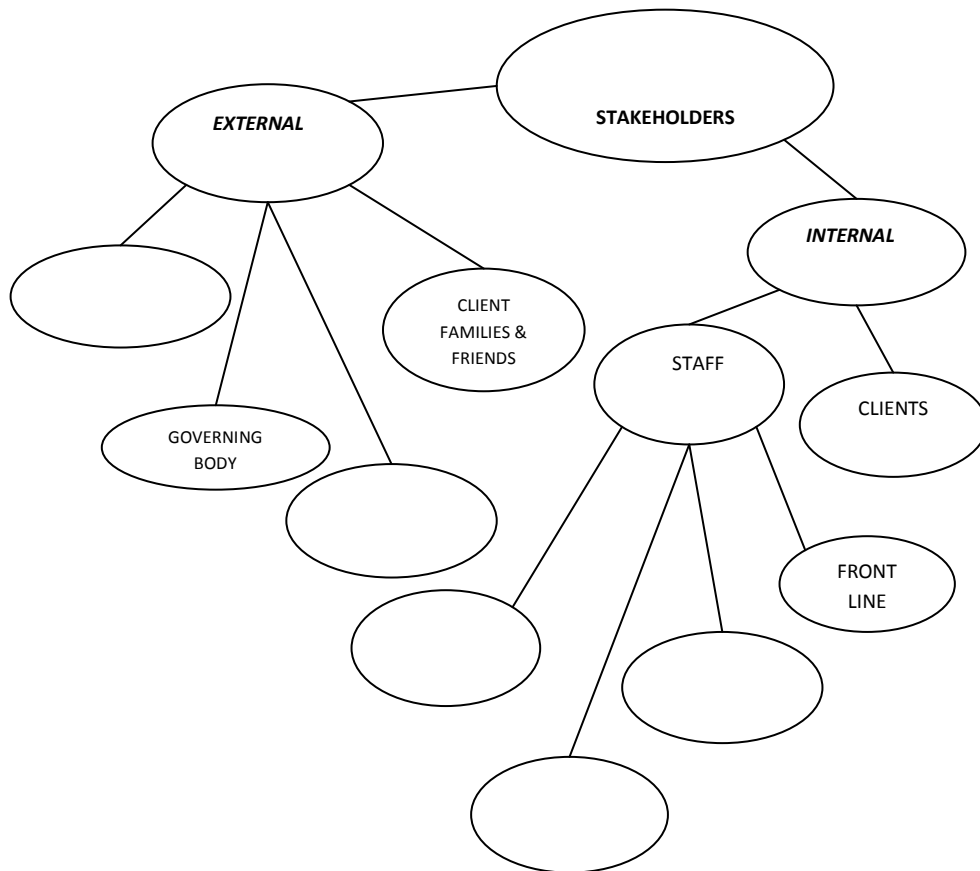 EXTERNAL
STAKEHOLDERS
INTERNAL
CLIENT
FAMILIES &
FRIENDS
STAFF
CLIENTS
GOVERNING
BODY
FRONT
LINE